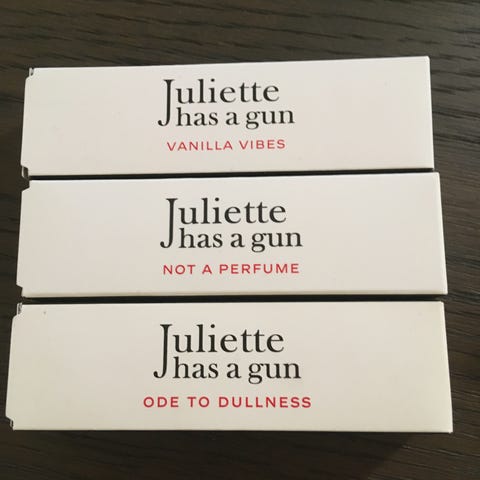 Juliette
has a gun
VANILLA VIBES
Juliette
has a gun
NOT A PERFUME
Juliette
has a gun
ODE TO DULLNESS